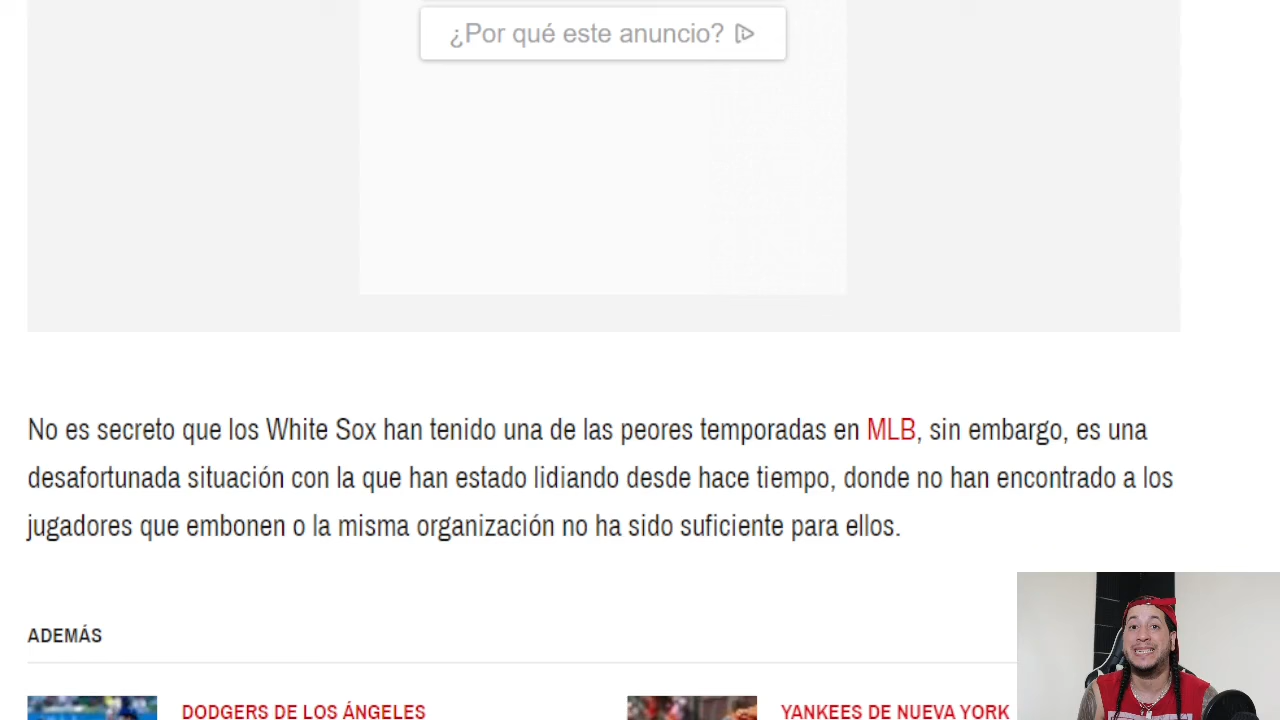 ¿Por qué este anuncio?
No es secreto que los White Sox han tenido una de las peores temporadas en MLB, sin embargo, es una
desafortunada situación con la que han estado lidiando desde hace tiempo, donde no han encontrado a los
jugadores que embonen o la misma organización no ha sido suficiente para ellos.
ADEMÁS
DODGERS DE LOS ÁNGELES
YANKEES DE NUEVA YORK